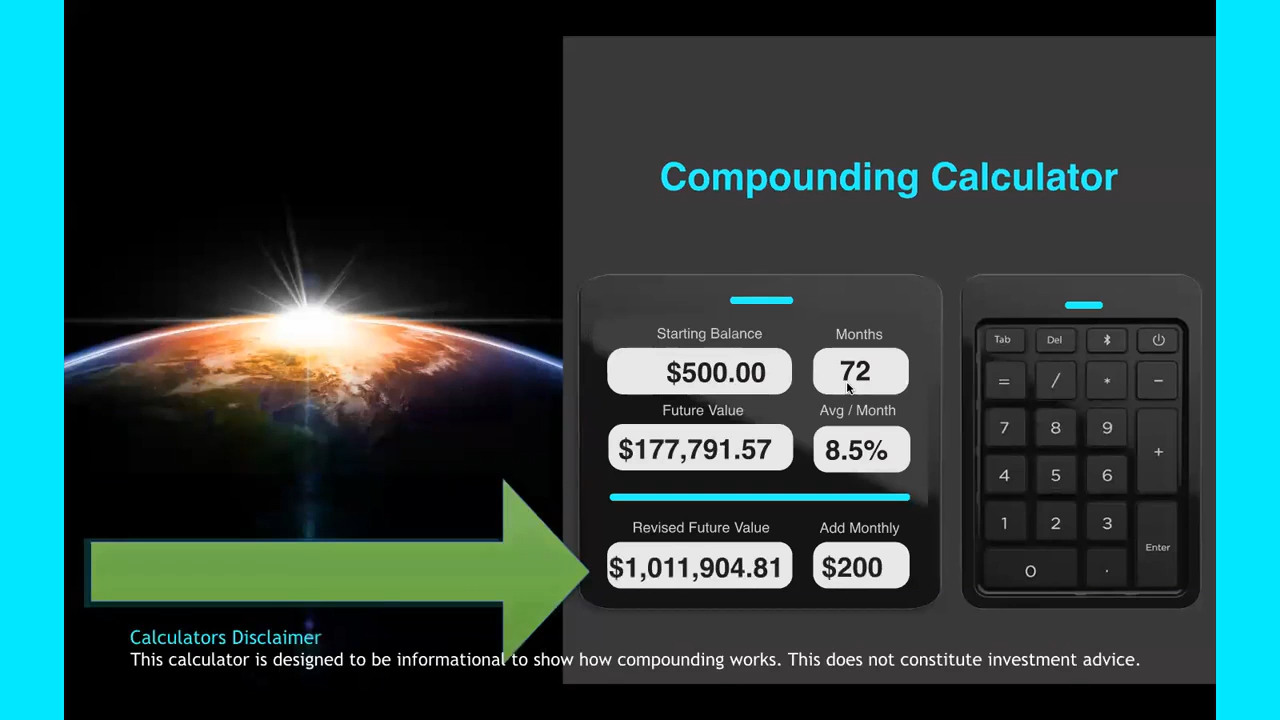 Compounding Calculator
Starting Balance
Months
$500.00
72
Future Value
Avg / Month
$177,791.57
8.5%
Revised Future Value
Add Monthly
$1,011,904.81
$200
Tab
Del
=
/
*
−
7
8
9
+
4
5
6
1
2
3
Enter
0
.
Calculators Disclaimer
This calculator is designed to be informational to show how compounding works. This does not constitute investment advice.